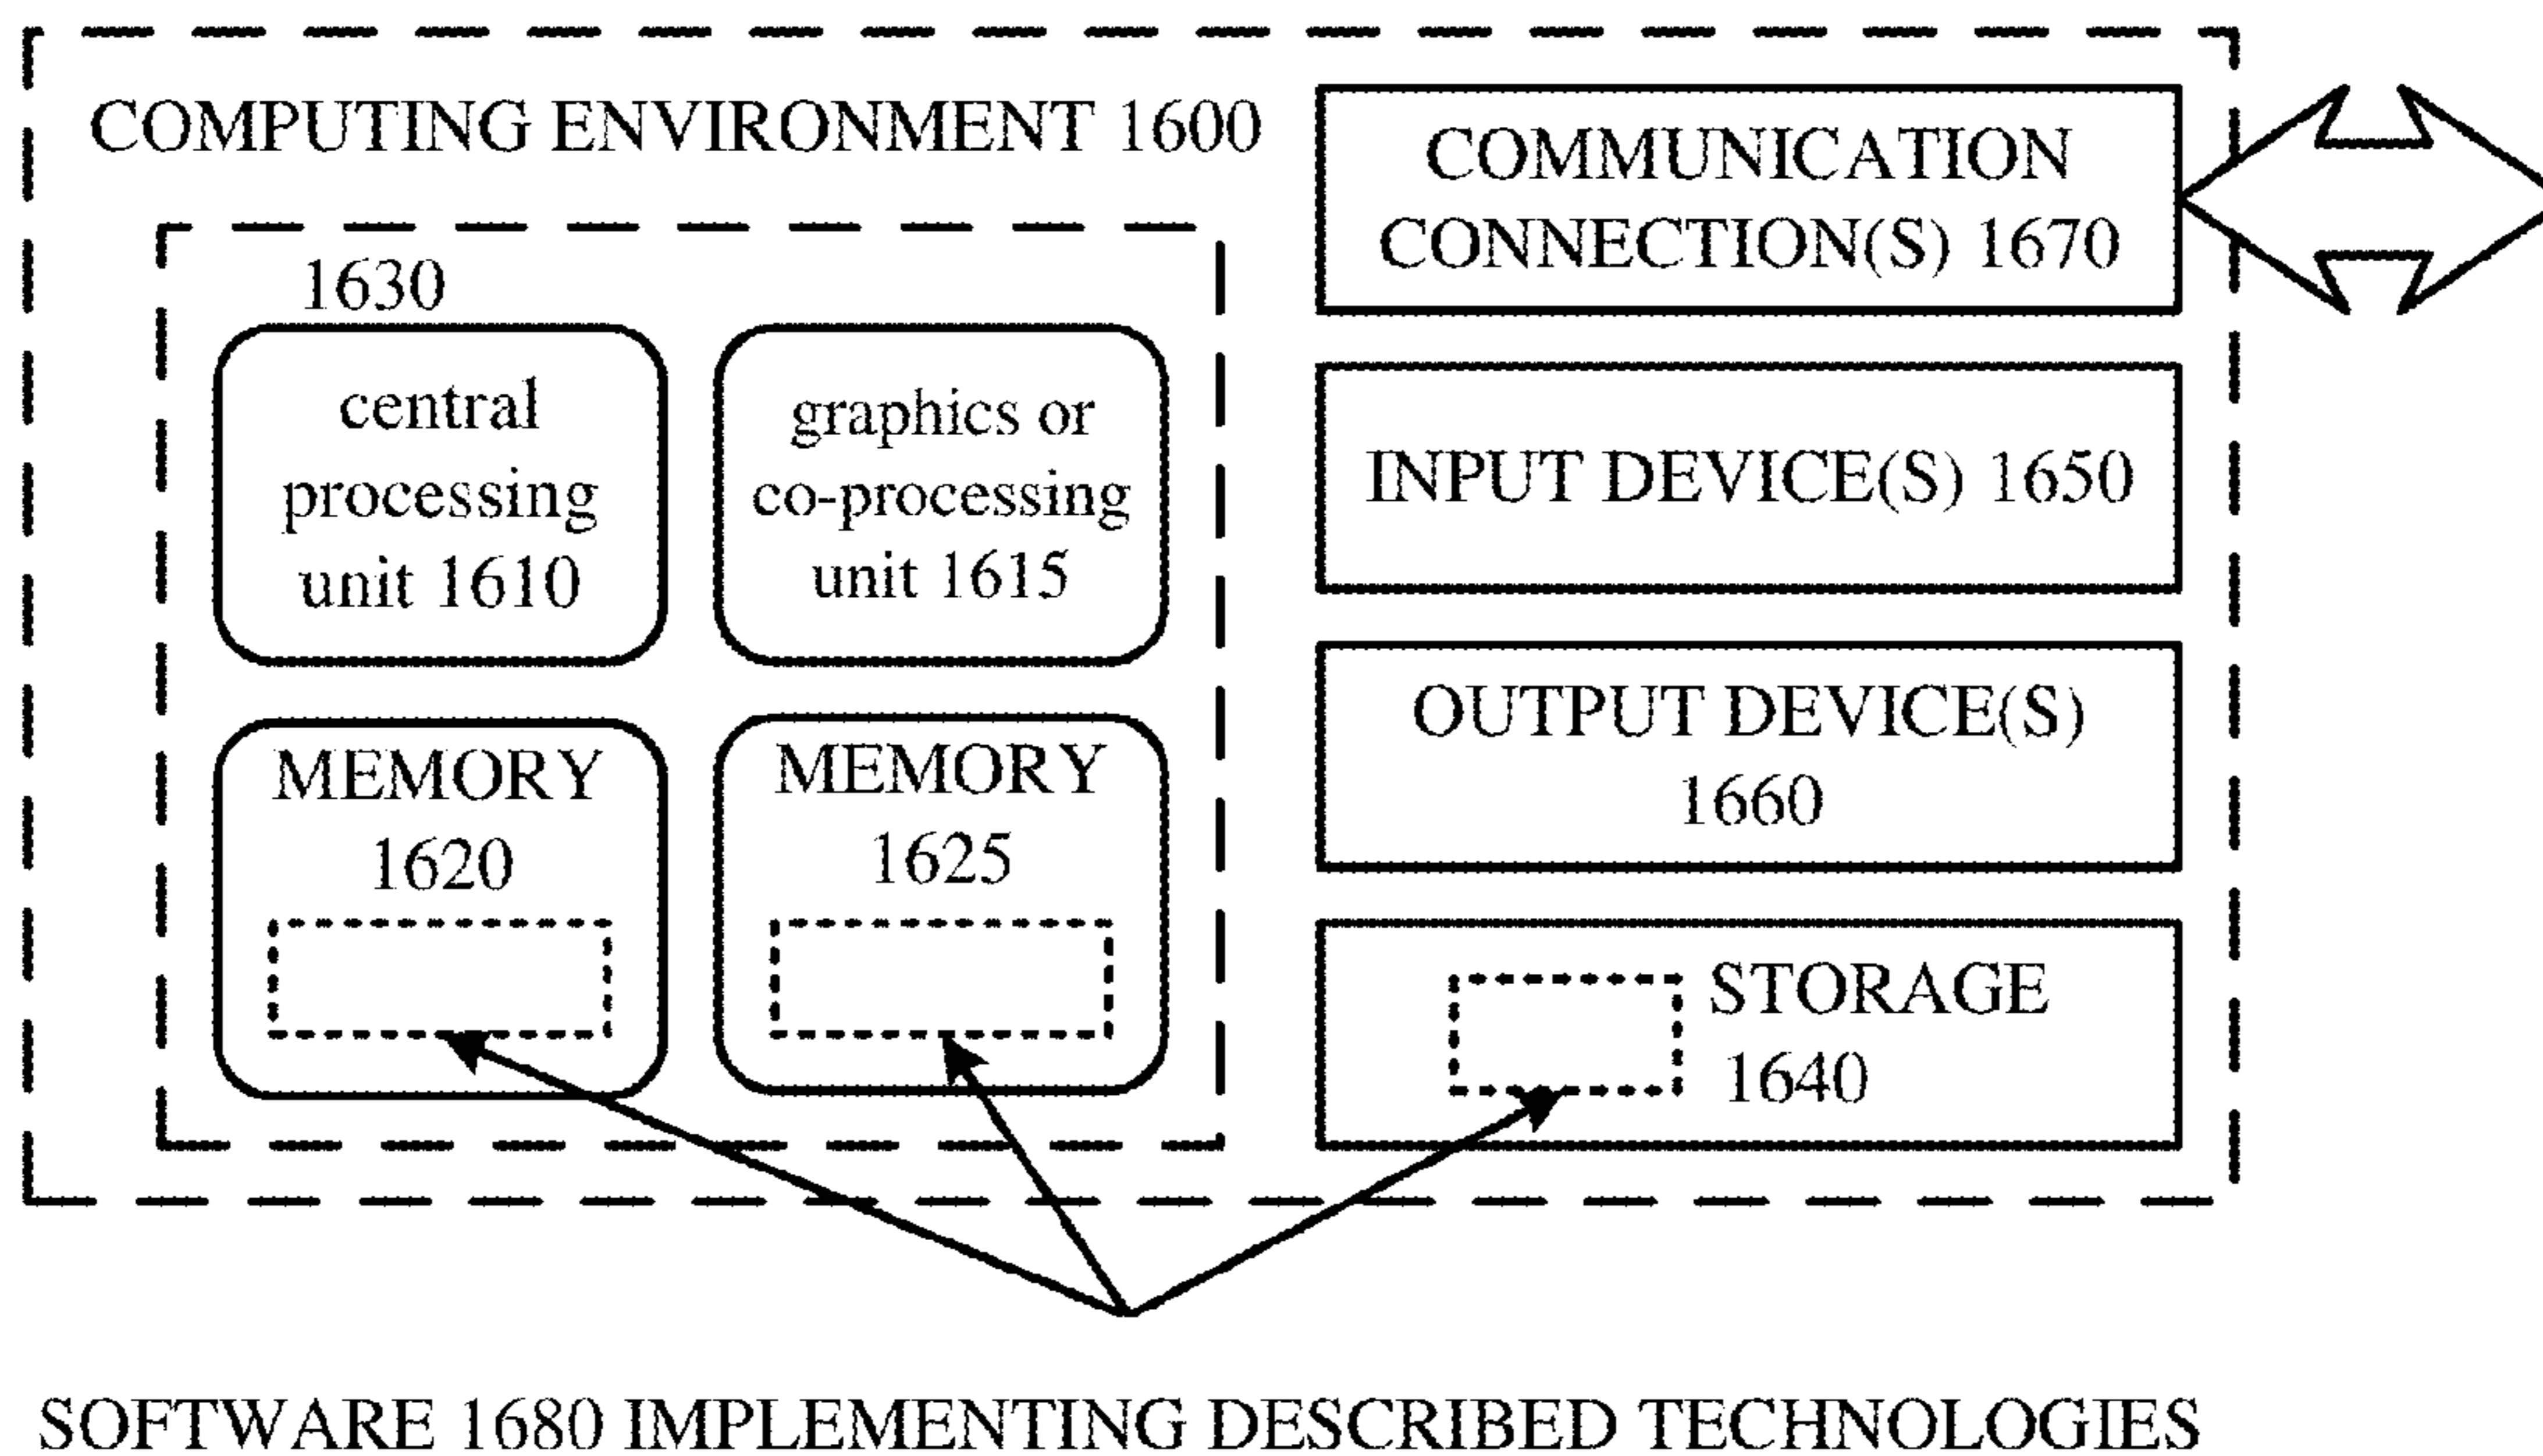 COMPUTING ENVIRONMENT 1600
1630
central
processing
unit 1610
graphics or
co-processing
unit 1615
MEMORY
1620
MEMORY
1625
COMMUNICATION
CONNECTION(S) 1670
INPUT DEVICE(S) 1650
OUTPUT DEVICE(S)
1660
STORAGE
1640
SOFTWARE 1680 IMPLEMENTING DESCRIBED TECHNOLOGIES